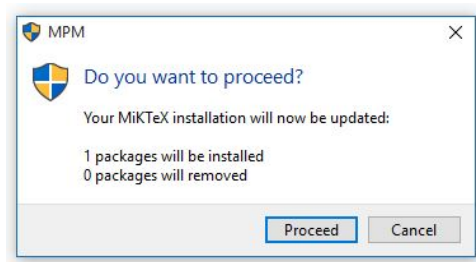 MPM
Do you want to proceed?
Your MiKTeX installation will now be updated:
1 packages will be installed
0 packages will removed
Proceed Cancel